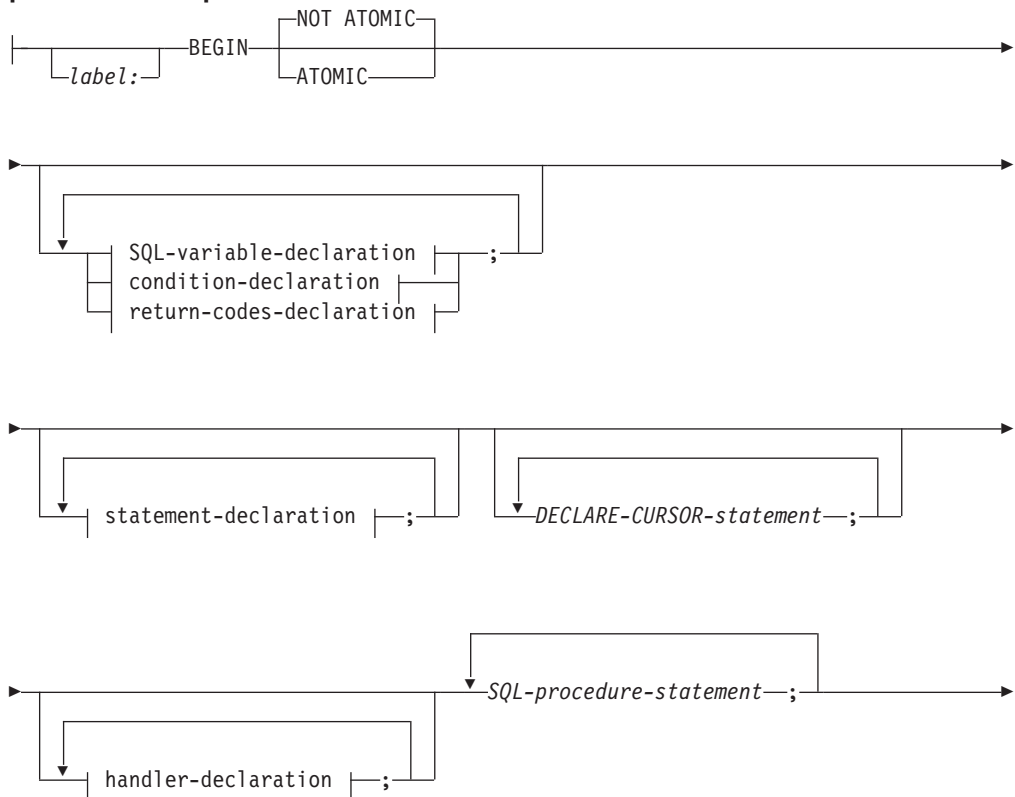 NOT ATOMIC
BEGIN
label:
ATOMIC
SQL-variable-declaration ;
condition-declaration
return-codes-declaration
statement-declaration ; DECLARE-CURSOR-statement ;
SQL-procedure-statement ;
handler-declaration ;